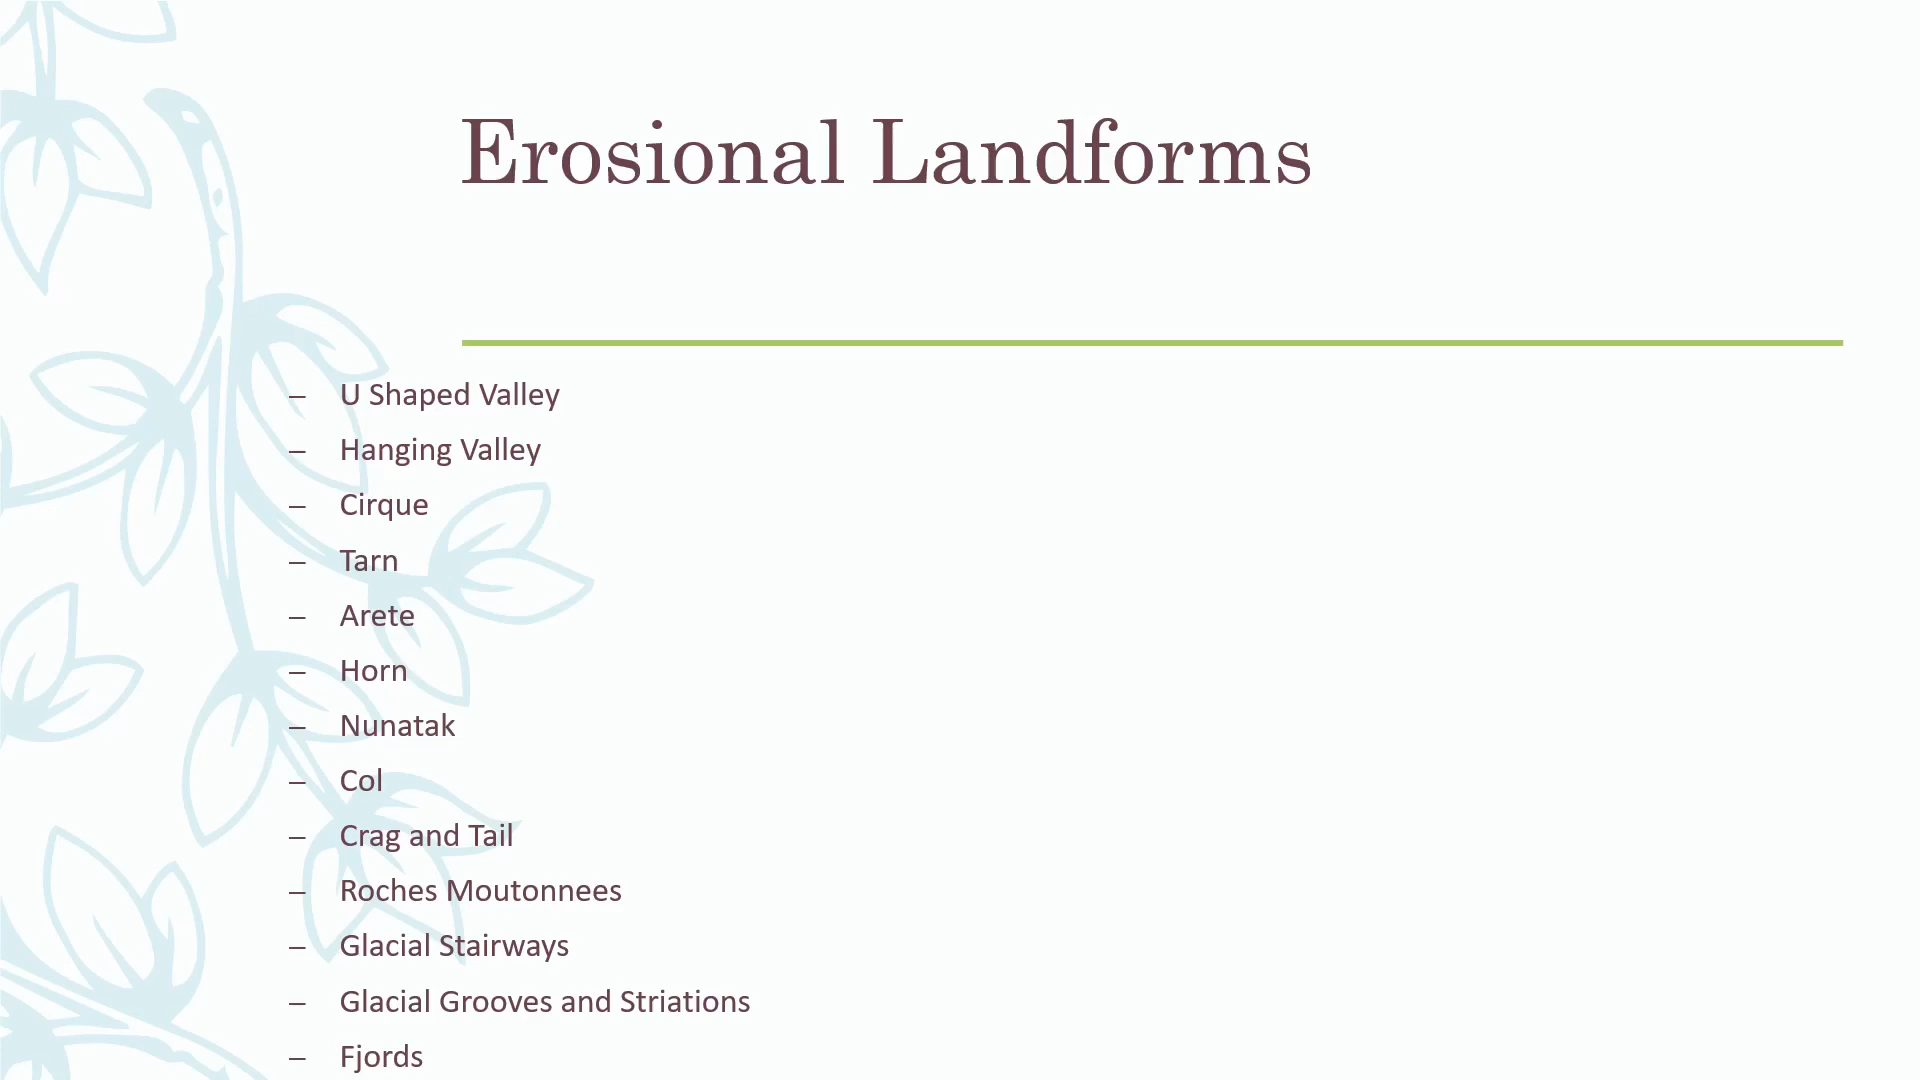 Erosional Landforms
– U Shaped Valley
– Hanging Valley
– Cirque
– Tarn
– Arete
– Horn
– Nunatak
– Col
– Crag and Tail
– Roches Moutonnees
– Glacial Stairways
– Glacial Grooves and Striations
– Fjords